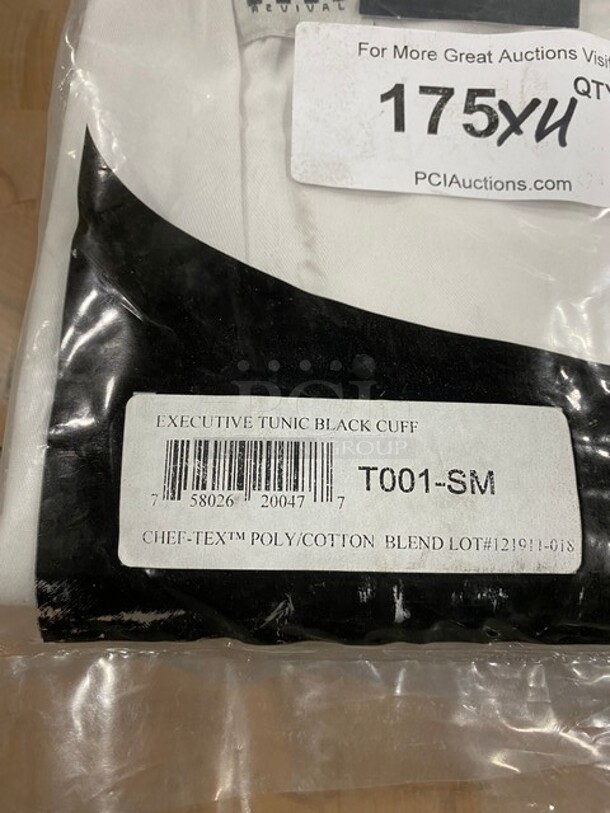 REVIVAL
For More Great Auctions Visit
QTY
175X4
PCIAuctions.com
PCI
EXECUTIVE TUNIC BLACK CUFF
GROUP
T001-SM
7 58026 20047 7
CHEF-TEX™ POLY/COTTON BLEND LOT#121911-018